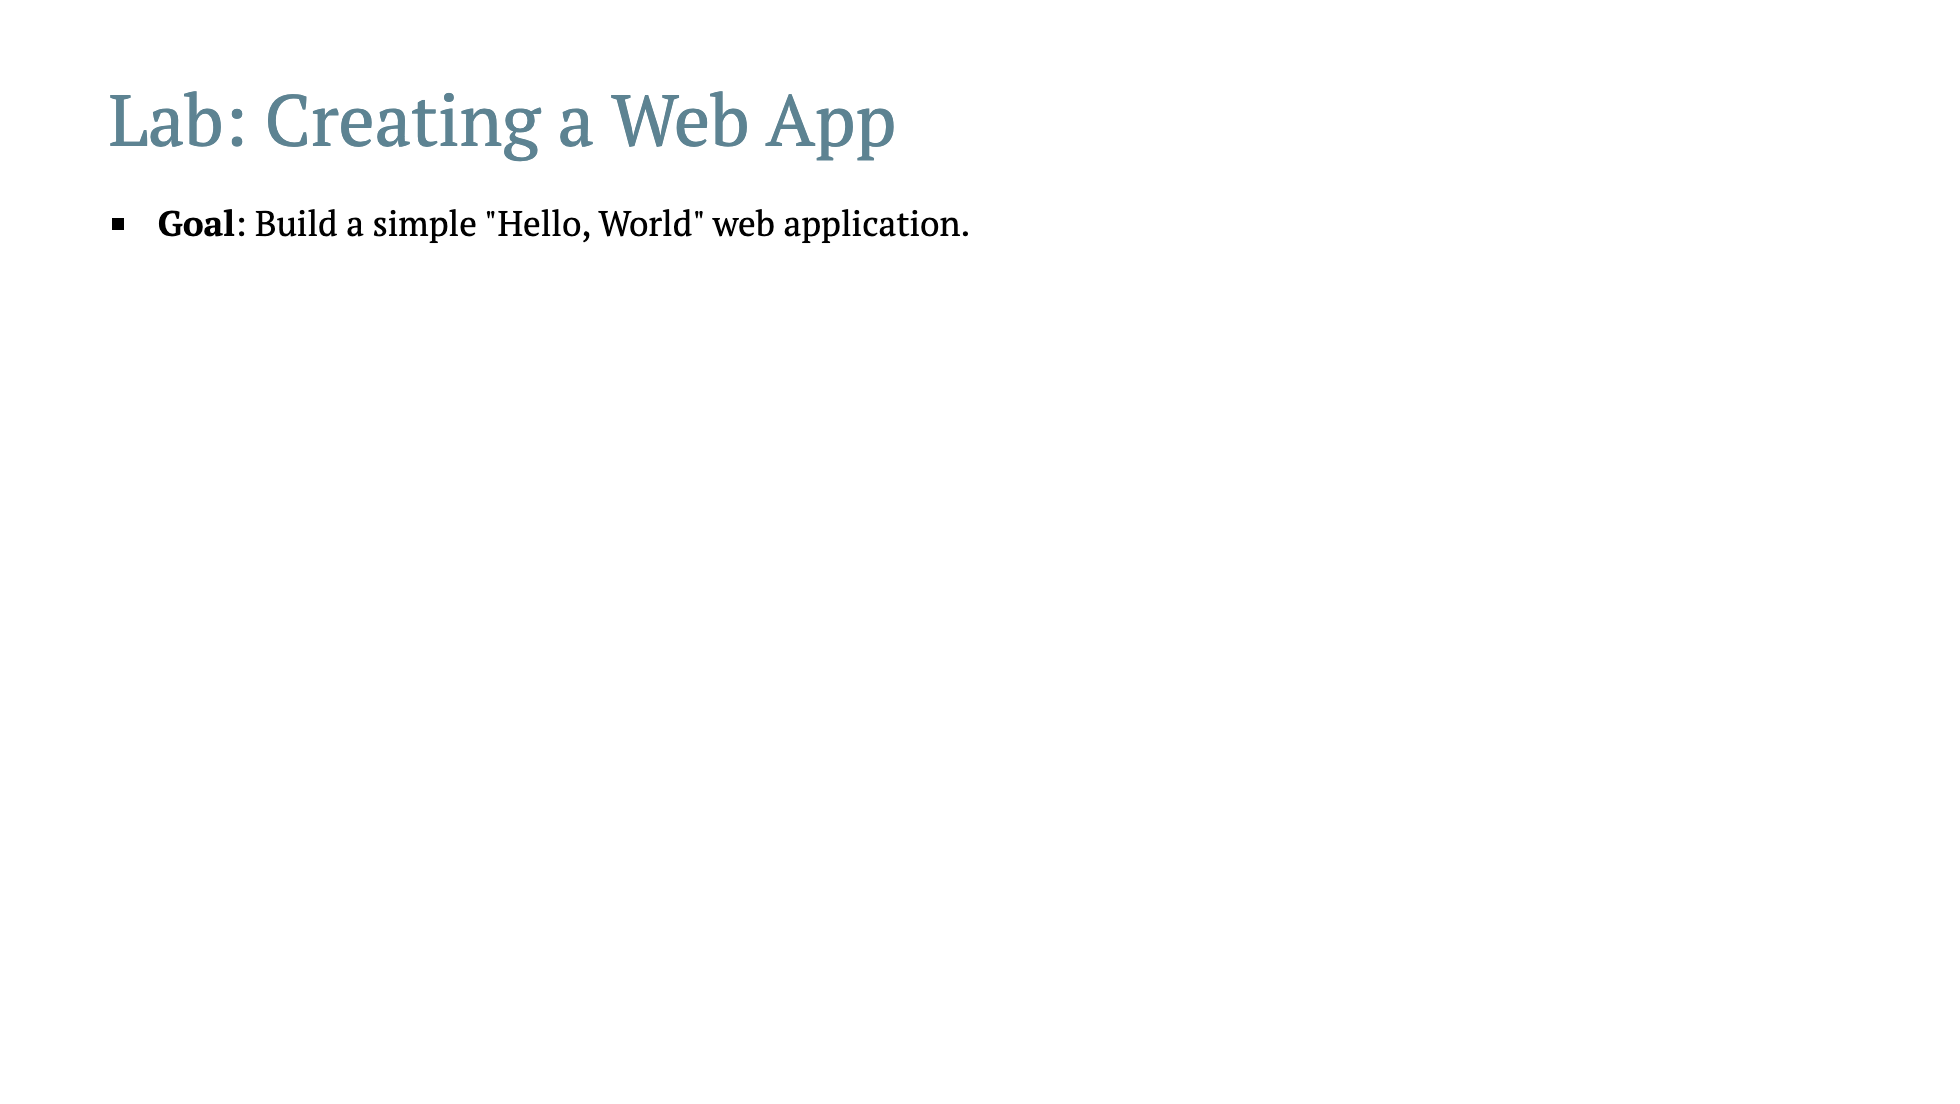 Lab: Creating a Web App
▪ Goal: Build a simple "Hello, World" web application.